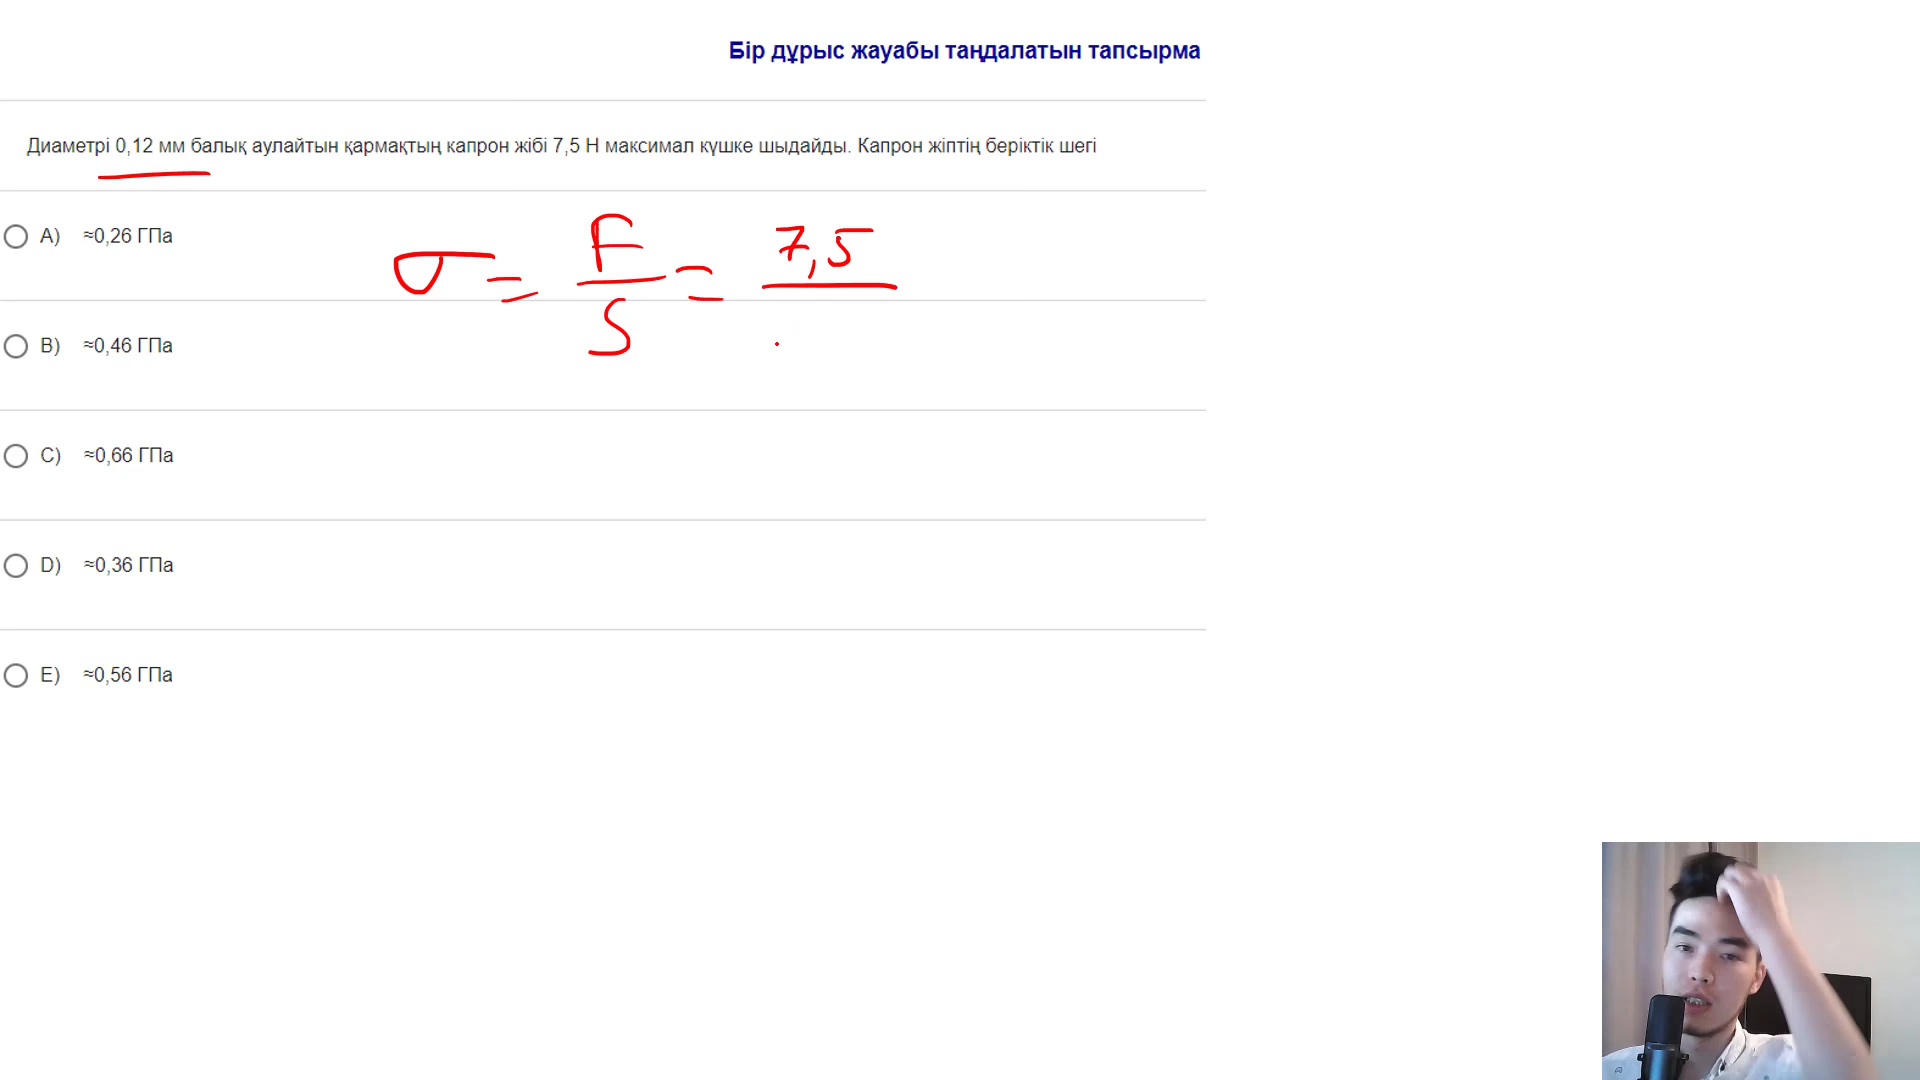 Бір дұрыс жауабы таңдалатын тапсырма
Диаметрі 0,12 мм балық аулайтын қармақтың капрон жібі 7,5 Н максимал күшке шыдайды. Капрон жіптің беріктік шегі
A) ≈0,26 ГПа
σ = F/S = 7,5
B) ≈0,46 ГПа
C) ≈0,66 ГПа
D) ≈0,36 ГПа
E) ≈0,56 ГПа